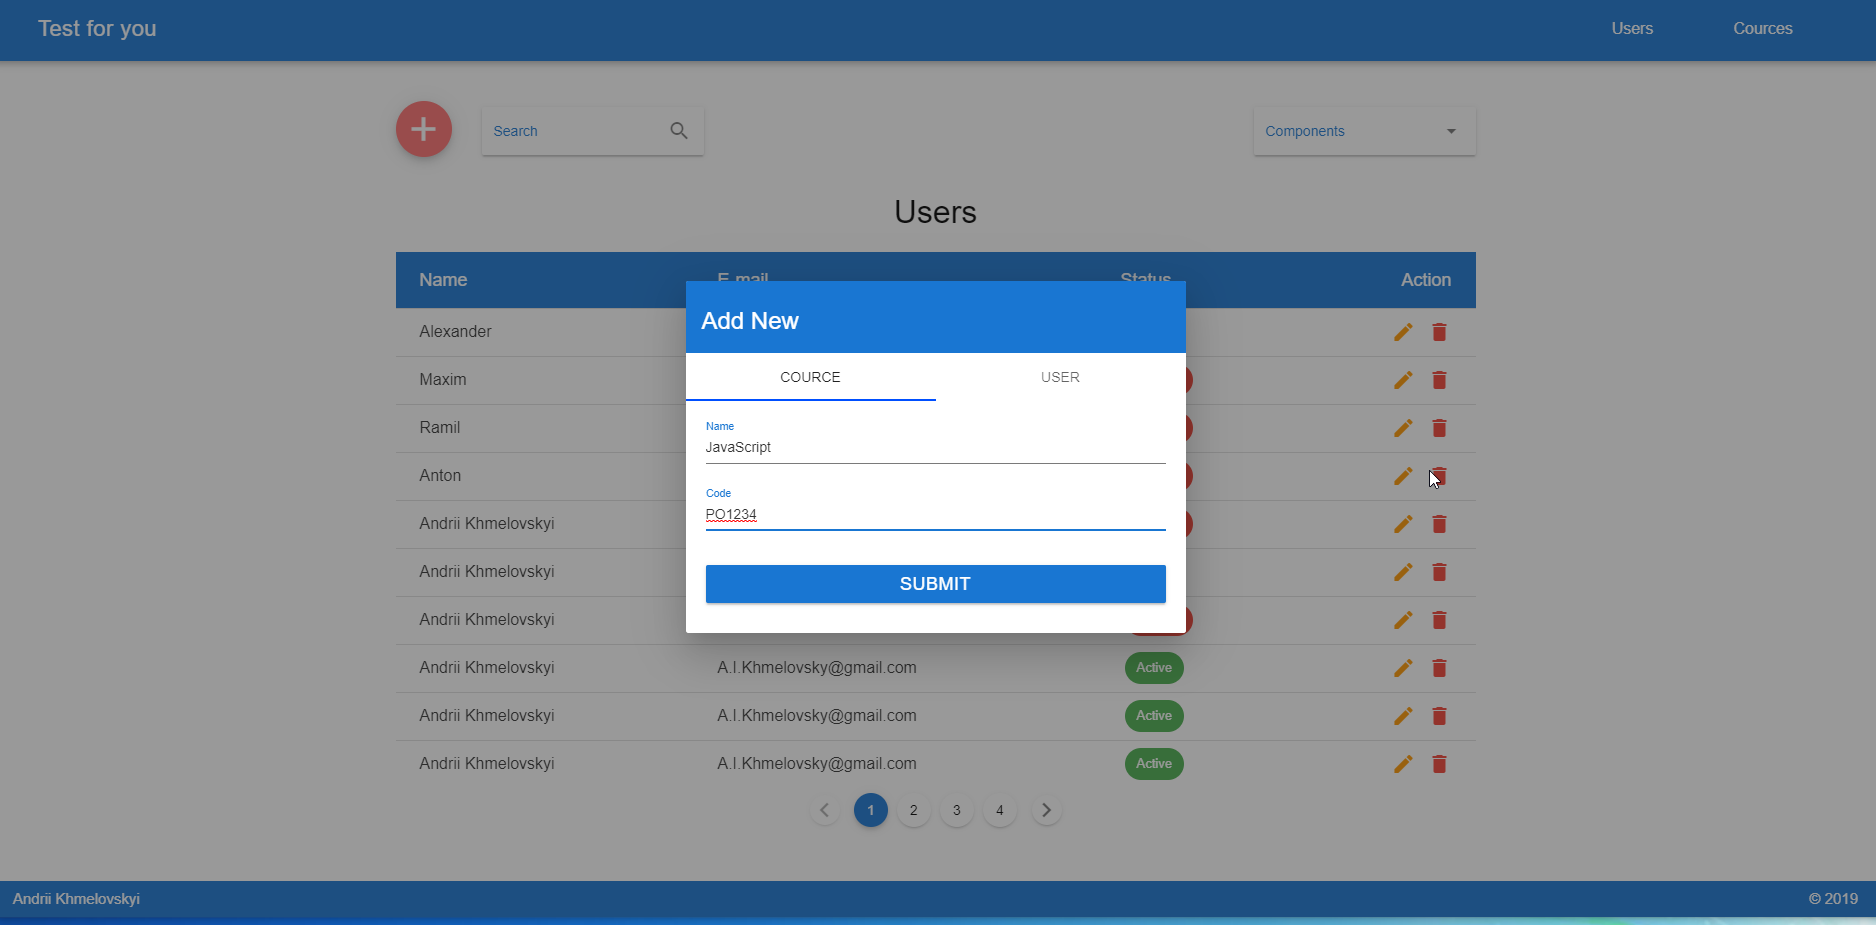 Test for you
Users
Cources
Search
Components
Users
Name
E-mail
Status
Action
Alexander
Maxim
Ramil
Anton
Andrii Khmelovskyi
Andrii Khmelovskyi
Andrii Khmelovskyi
Andrii Khmelovskyi A.I.Khmelovsky@gmail.com Active
Andrii Khmelovskyi A.I.Khmelovsky@gmail.com Active
Andrii Khmelovskyi A.I.Khmelovsky@gmail.com Active
Add New
COURCE
USER
Name
JavaScript
Code
PO1234
SUBMIT
1 2 3 4
Andrii Khmelovskyi
© 2019